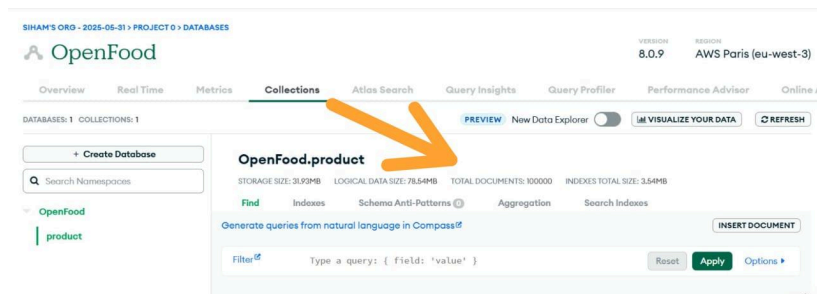 SIHAM'S ORG - 2025-05-31 > PROJECT 0 > DATABASES
OpenFood
VERSION
8.0.9
REGION
AWS Paris (eu-west-3)
Overview Real Time Metrics Collections Atlas Search Query Insights Query Profiler Performance Advisor Online
DATABASES: 1 COLLECTIONS: 1
PREVIEW New Data Explorer VISUALIZE YOUR DATA REFRESH
+ Create Database
Search Namespaces
OpenFood
product
OpenFood.product
STORAGE SIZE: 31.93MB LOGICAL DATA SIZE: 78.54MB TOTAL DOCUMENTS: 100000 INDEXES TOTAL SIZE: 3.54MB
Find Indexes Schema Anti-Patterns 0 Aggregation Search Indexes
Generate queries from natural language in Compass
INSERT DOCUMENT
Filter Type a query: { field: 'value' } Reset Apply Options